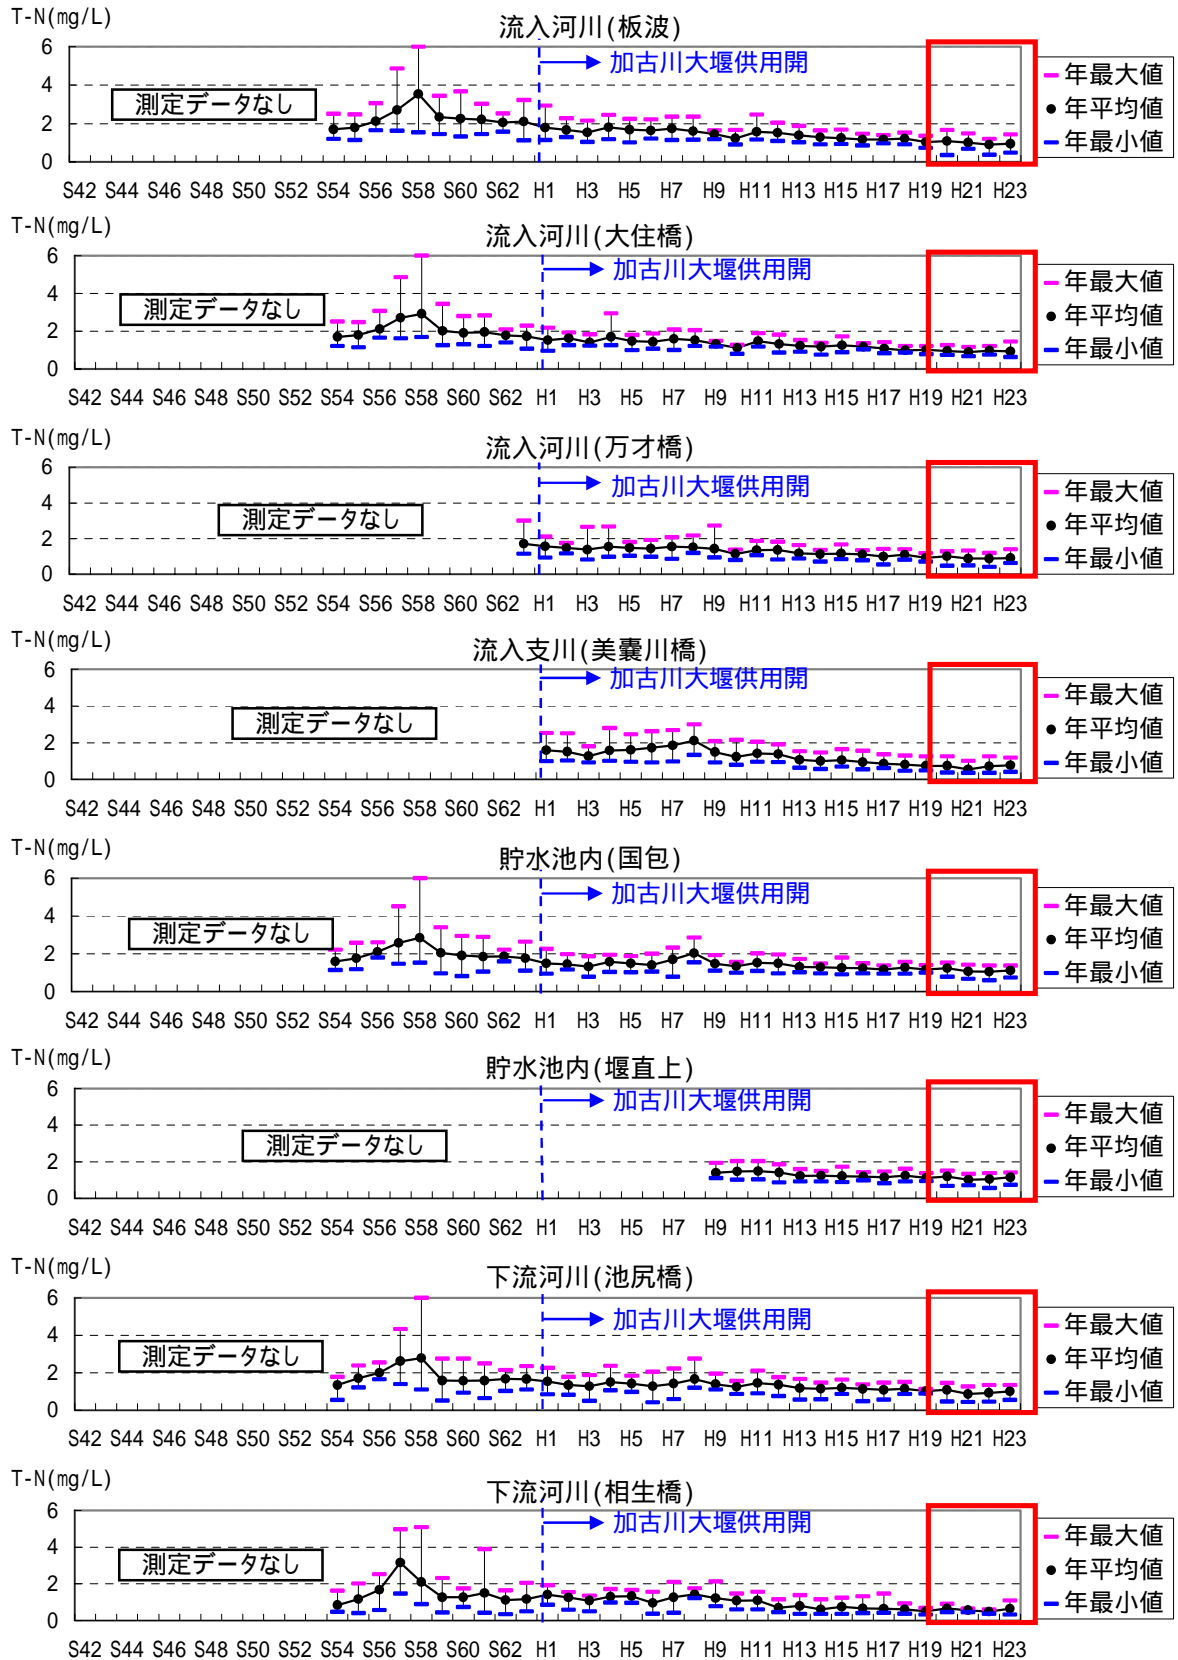 T-N(mg/L)
流入河川(板波)
6
4
2
0
加古川大堰供用開
測定データなし
年最大値
年平均値
年最小値
S42 S44 S46 S48 S50 S52 S54 S56 S58 S60 S62 H1 H3 H5 H7 H9 H11 H13 H15 H17 H19 H21 H23
T-N(mg/L)
流入河川(大住橋)
6
4
2
0
加古川大堰供用開
測定データなし
年最大値
年平均値
年最小値
S42 S44 S46 S48 S50 S52 S54 S56 S58 S60 S62 H1 H3 H5 H7 H9 H11 H13 H15 H17 H19 H21 H23
T-N(mg/L)
流入河川(万才橋)
6
4
2
0
加古川大堰供用開
測定データなし
年最大値
年平均値
年最小値
S42 S44 S46 S48 S50 S52 S54 S56 S58 S60 S62 H1 H3 H5 H7 H9 H11 H13 H15 H17 H19 H21 H23
T-N(mg/L)
流入支川(美嚢川橋)
6
4
2
0
加古川大堰供用開
測定データなし
年最大値
年平均値
年最小値
S42 S44 S46 S48 S50 S52 S54 S56 S58 S60 S62 H1 H3 H5 H7 H9 H11 H13 H15 H17 H19 H21 H23
T-N(mg/L)
貯水池内(国包)
6
4
2
0
加古川大堰供用開
測定データなし
年最大値
年平均値
年最小値
S42 S44 S46 S48 S50 S52 S54 S56 S58 S60 S62 H1 H3 H5 H7 H9 H11 H13 H15 H17 H19 H21 H23
T-N(mg/L)
貯水池内(堰直上)
6
4
2
0
加古川大堰供用開
測定データなし
年最大値
年平均値
年最小値
S42 S44 S46 S48 S50 S52 S54 S56 S58 S60 S62 H1 H3 H5 H7 H9 H11 H13 H15 H17 H19 H21 H23
T-N(mg/L)
下流河川(池尻橋)
6
4
2
0
加古川大堰供用開
測定データなし
年最大値
年平均値
年最小値
S42 S44 S46 S48 S50 S52 S54 S56 S58 S60 S62 H1 H3 H5 H7 H9 H11 H13 H15 H17 H19 H21 H23
T-N(mg/L)
下流河川(相生橋)
6
4
2
0
加古川大堰供用開
測定データなし
年最大値
年平均値
年最小値
S42 S44 S46 S48 S50 S52 S54 S56 S58 S60 S62 H1 H3 H5 H7 H9 H11 H13 H15 H17 H19 H21 H23